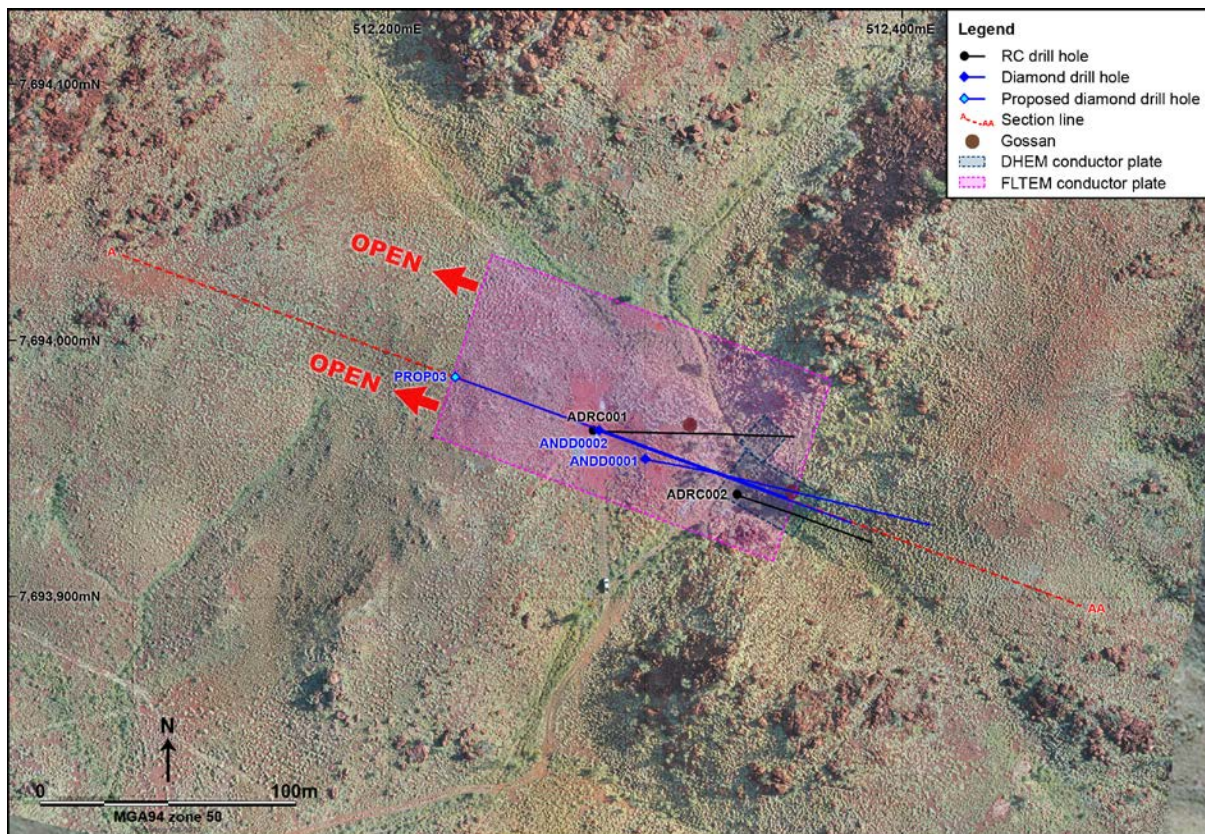 512,200mE
512,400mE
7,694,100mN
Legend
RC drill hole
Diamond drill hole
Proposed diamond drill hole
A AA Section line
Gossan
DHEM conductor plate
FLTEM conductor plate
A
OPEN
7,694,000mN
OPEN
PROP03
ADRC001
ANDD0002
ANDD0001
ADRC002
7,693,900mN
AA
N
0 100m
MGA94 zone 50